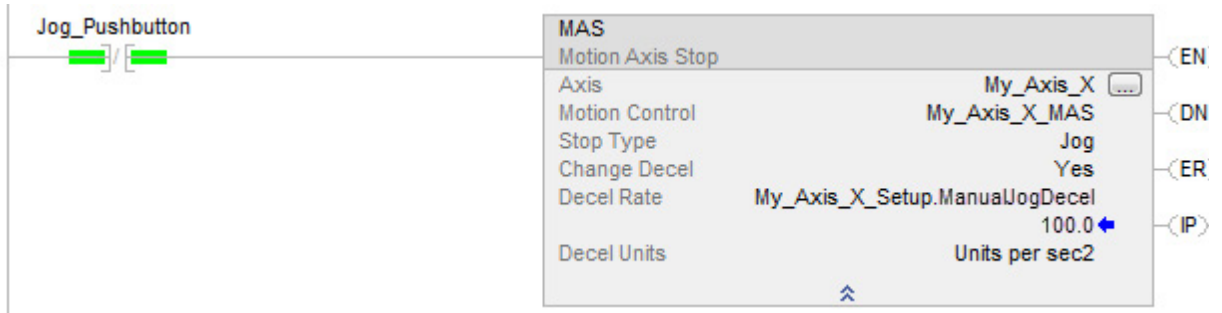 Jog_Pushbutton
MAS
Motion Axis Stop
EN
Axis My_Axis_X ...
Motion Control My_Axis_X_MAS
DN
Stop Type Jog
Change Decel Yes
ER
Decel Rate My_Axis_X_Setup.ManualJogDecel
100.0
IP
Decel Units Units per sec2